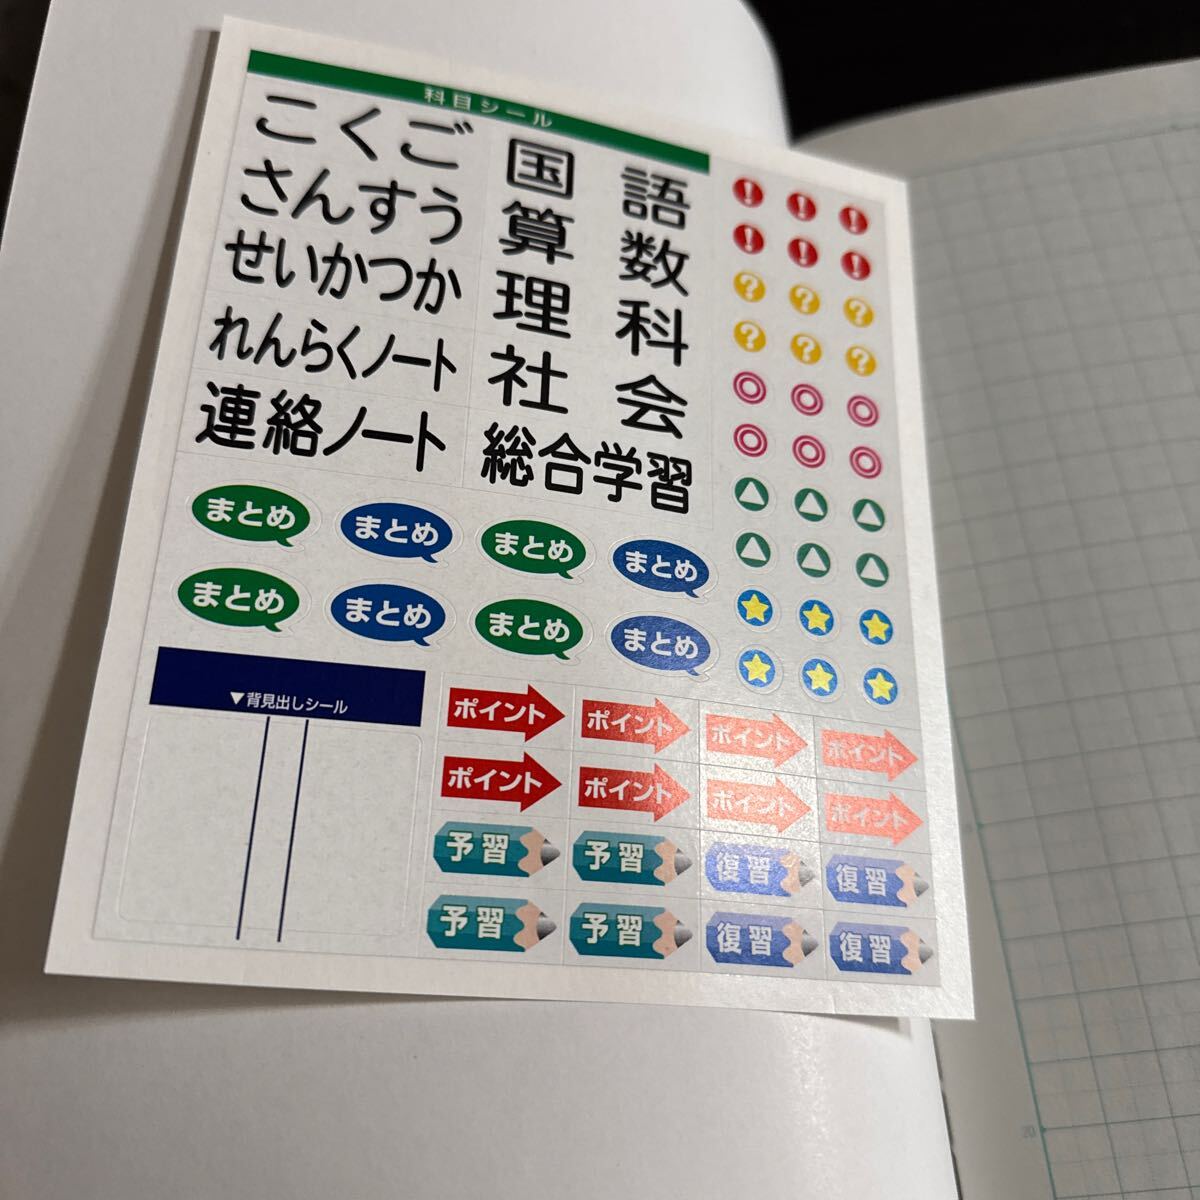 科目シール
こくご 国語
さんすう 算数
せいかつか 理科
れんらくノート 社会
連絡ノート 総合学習
! ! !
! ! !
? ? ?
? ? ?
まとめ まとめ まとめ まとめ
まとめ まとめ まとめ まとめ
▼背見出しシール
ポイント ポイント ポイント ポイント
ポイント ポイント ポイント ポイント
予習 予習 復習 復習
予習 予習 復習 復習
20